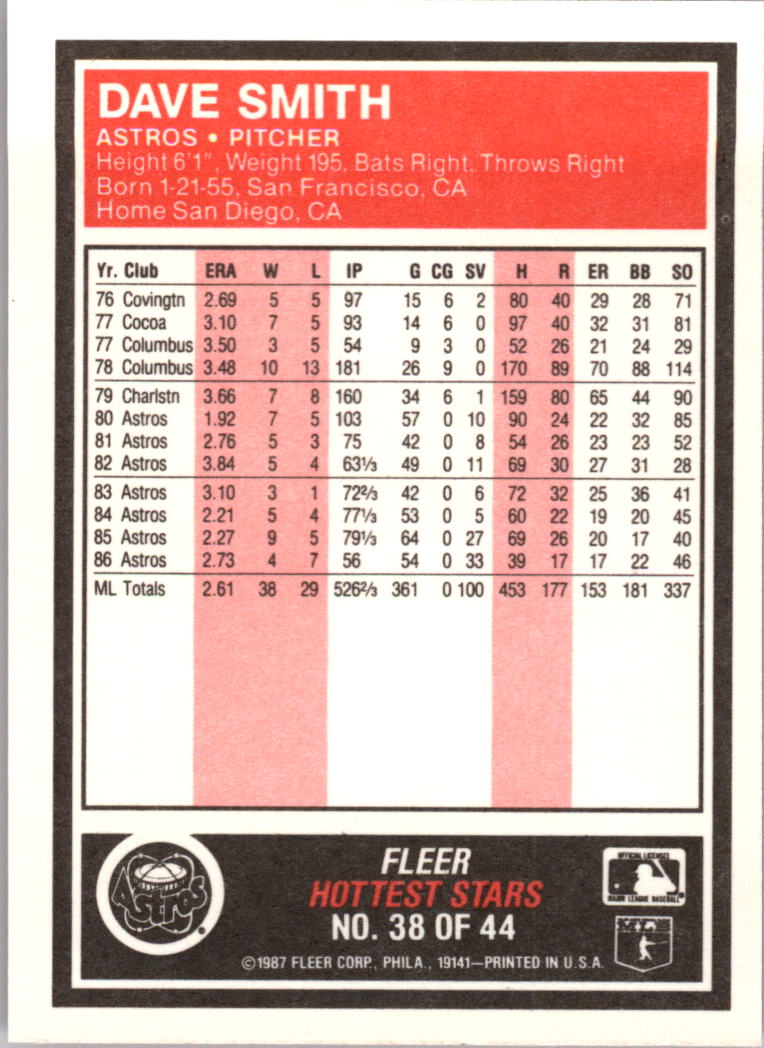 DAVE SMITH
ASTROS • PITCHER
Height 6'1", Weight 195, Bats Right, Throws Right
Born 1-21-55, San Francisco, CA
Home San Diego, CA
Yr. Club ERA W L IP G CG SV H R ER BB SO
76 Covingtn 2.69 5 5 97 15 6 2 80 40 29 28 71
77 Cocoa 3.10 7 5 93 14 6 0 97 40 32 31 81
77 Columbus 3.50 3 5 54 9 3 0 52 26 21 24 29
78 Columbus 3.48 10 13 181 26 9 0 170 89 70 88 114
79 Charlstn 3.66 7 8 160 34 6 1 159 80 65 44 90
80 Astros 1.92 7 5 103 57 0 10 90 24 22 32 85
81 Astros 2.76 5 3 75 42 0 8 54 26 23 23 52
82 Astros 3.84 5 4 63⅓ 49 0 11 69 30 27 31 28
83 Astros 3.10 3 1 72⅔ 42 0 6 72 32 25 36 41
84 Astros 2.21 5 4 77⅓ 53 0 5 60 22 19 20 45
85 Astros 2.27 9 5 79⅓ 64 0 27 69 26 20 17 40
86 Astros 2.73 4 7 56 54 0 33 39 17 17 22 46
ML Totals 2.61 38 29 526⅔ 361 0 100 453 177 153 181 337
Astros
FLEER
HOTTEST STARS
NO. 38 OF 44
©1987 FLEER CORP., PHILA., 19141—PRINTED IN U.S.A.
OFFICIAL LICENSEE
MAJOR LEAGUE BASEBALL